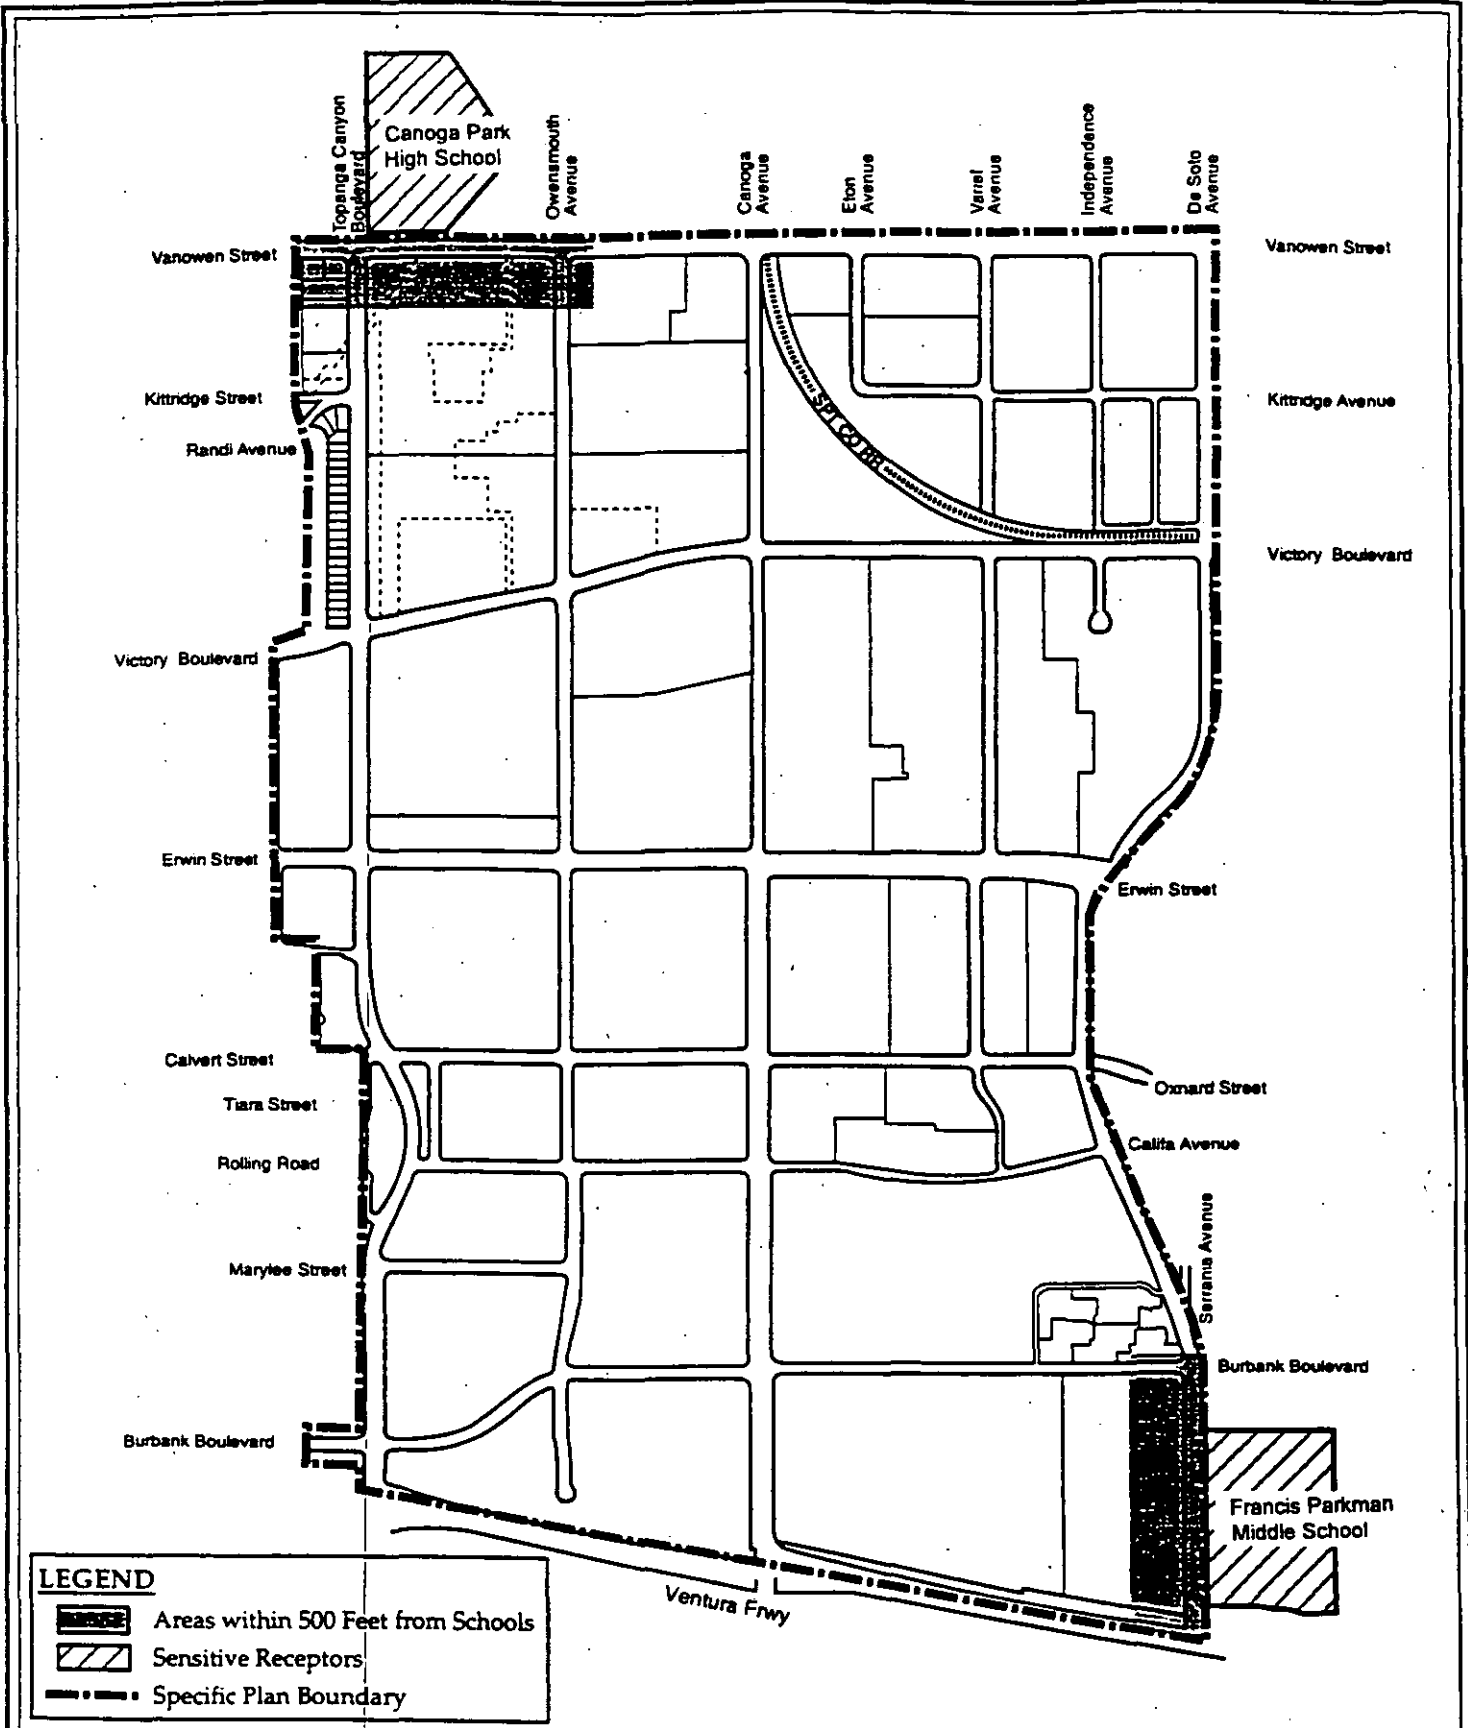 Topanga Canyon
Boulevard
Canoga Park
High School
Owensmouth
Avenue
Canoga
Avenue
Eton
Avenue
Variel
Avenue
Independence
Avenue
De Soto
Avenue
Vanowen Street
Vanowen Street
Kittridge Street
Kittridge Avenue
Randi Avenue
SPT CO RR
Victory Boulevard
Victory Boulevard
Erwin Street
Erwin Street
Calvert Street
Oxnard Street
Tiara Street
Califa Avenue
Rolling Road
Serrania Avenue
Marylee Street
Burbank Boulevard
Burbank Boulevard
Francis Parkman
Middle School
Ventura Frwy
LEGEND
Areas within 500 Feet from Schools
Sensitive Receptors
Specific Plan Boundary